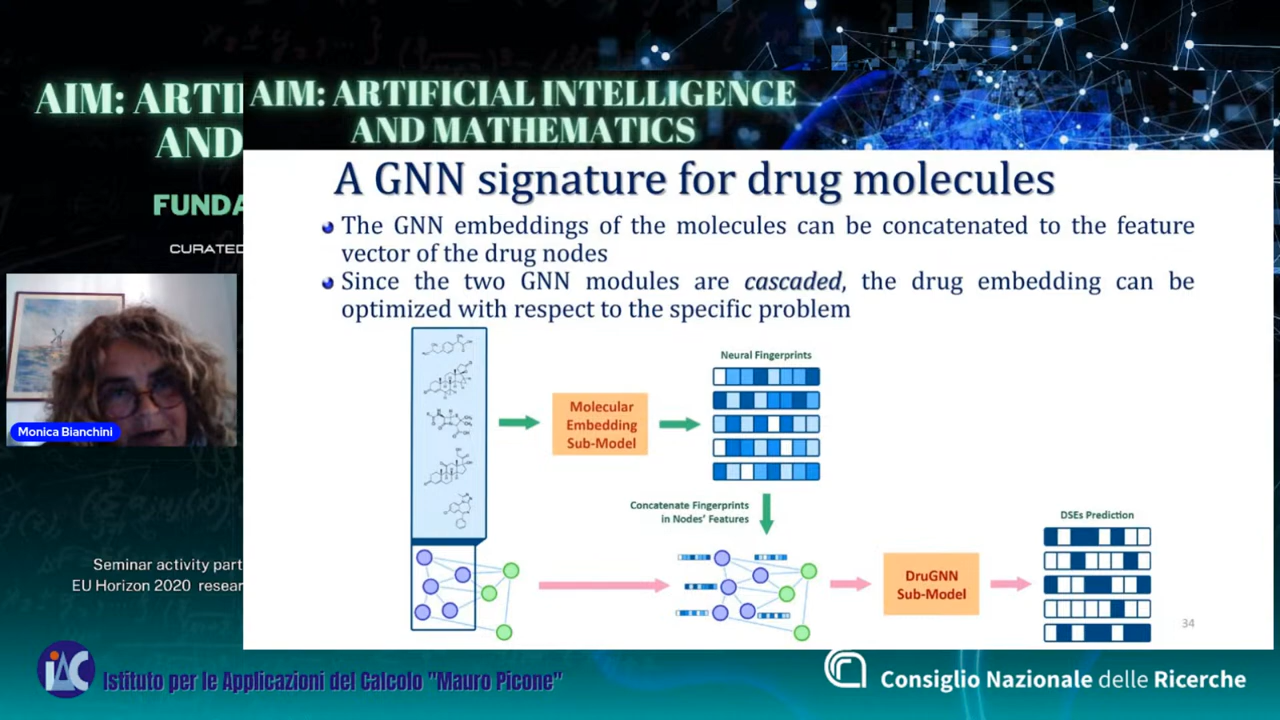 AIM: ARTI
AND
FUNDA
CURATED
Monica Bianchini
Seminar activity part
EU Horizon 2020 resear
AIM: ARTIFICIAL INTELLIGENCE
AND MATHEMATICS
A GNN signature for drug molecules
The GNN embeddings of the molecules can be concatenated to the feature
vector of the drug nodes
Since the two GNN modules are cascaded, the drug embedding can be
optimized with respect to the specific problem
Neural Fingerprints
Molecular
Embedding
Sub-Model
Concatenate Fingerprints
in Nodes' Features
DSEs Prediction
DruGNN
Sub-Model
34
IAC
Istituto per le Applicazioni del Calcolo "Mauro Picone"
Consiglio Nazionale delle Ricerche